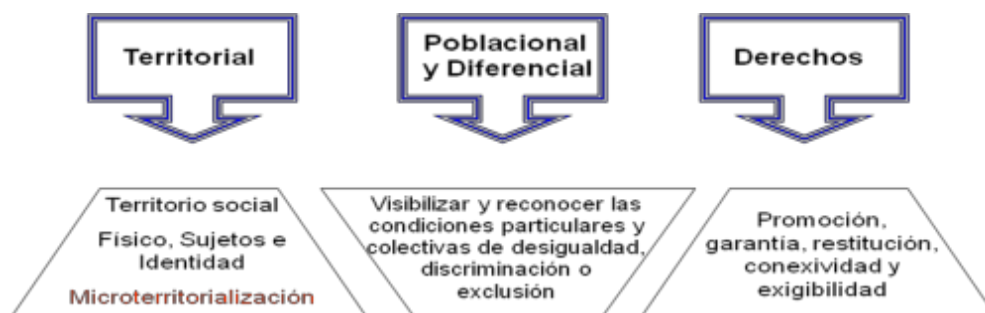 Territorial
Poblacional
y Diferencial
Derechos
Territorio social
Físico, Sujetos e
Identidad
Microterritorialización
Visibilizar y reconocer las
condiciones particulares y
colectivas de desigualdad,
discriminación o
exclusión
Promoción,
garantía, restitución,
conexividad y
exigibilidad